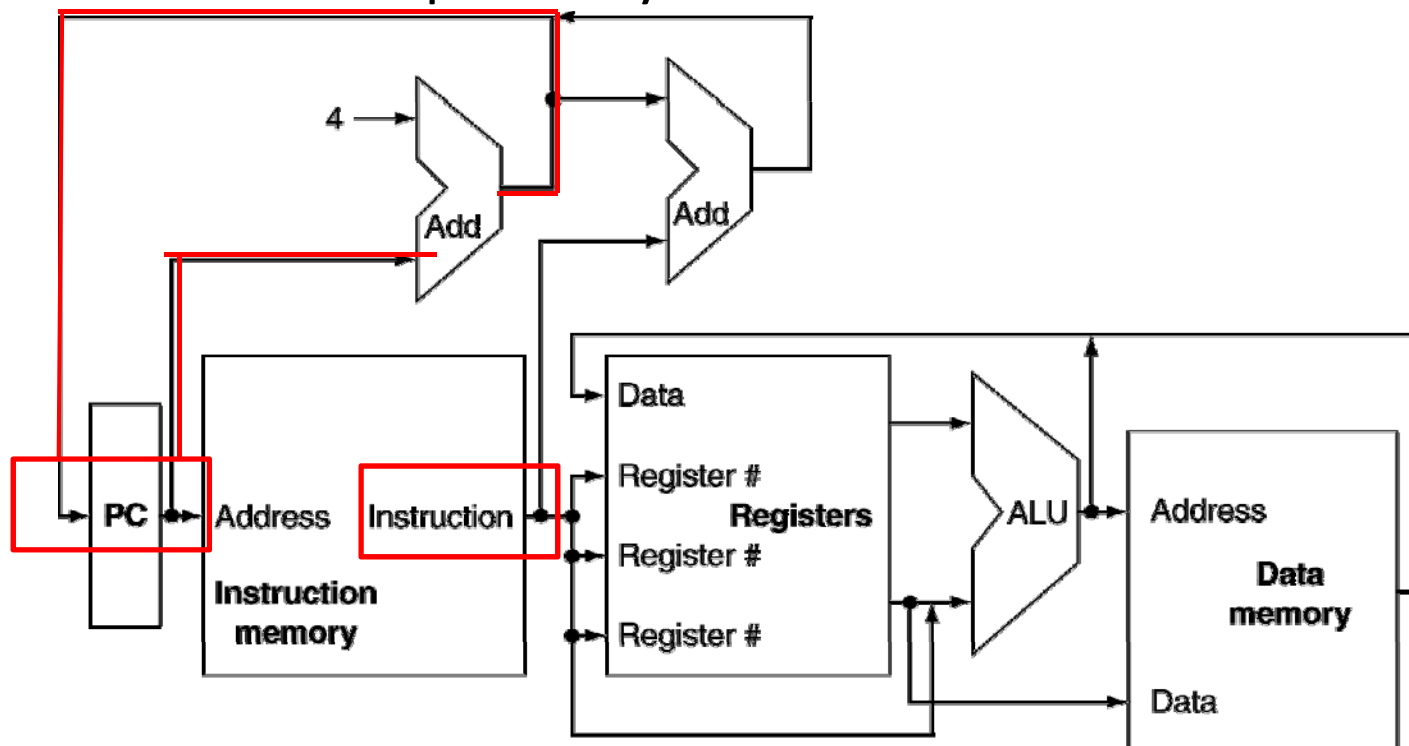 4
Add
Add
PC
Address
Instruction
Instruction
memory
Data
Register #
Registers
Register #
Register #
ALU
Address
Data
memory
Data